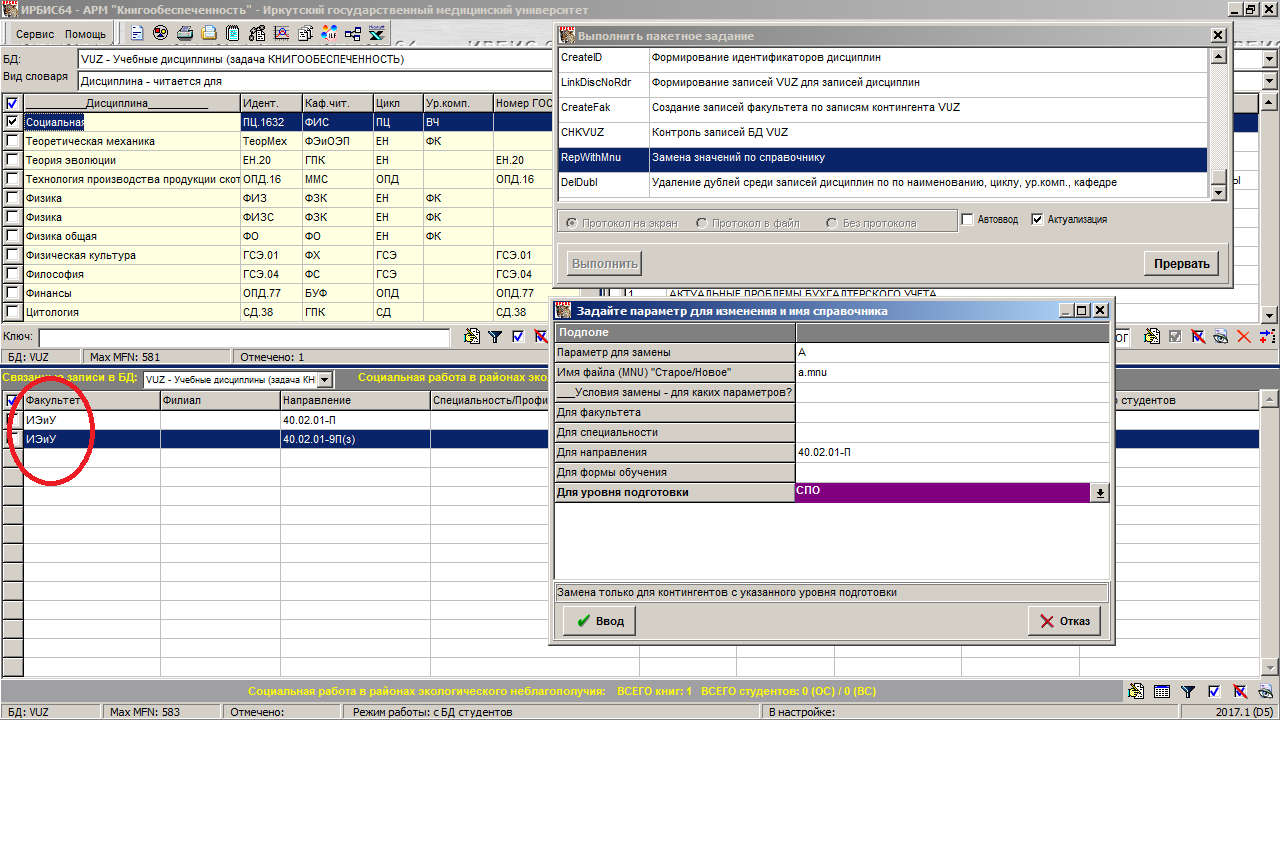 ИРБИС64 - АРМ "Книгообеспеченность" - Иркутский государственный медицинский университет
Сервис Помощь
БД: VUZ - Учебные дисциплины (задача КНИГООБЕСПЕЧЕННОСТЬ)
Вид словаря Дисциплина - читается для
Дисциплина Идент. Каф.чит. Цикл Ур.комп. Номер ГОС
Социальная ПЦ.1632 ФИС ПЦ ВЧ
Теоретическая механика ТеорМех ФЭиОЭП ЕН ФК
Теория эволюции ЕН.20 ГПК ЕН ЕН.20
Технология производства продукции скот ОПД.16 ММС ОПД ОПД.16
Физика ФИЗ ФЗК ЕН ФК
Физика ФИЗС ФЗК ЕН ФК
Физика общая ФО ФО ЕН ФК
Физическая культура ГСЭ.01 ФХ ГСЭ ГСЭ.01
Философия ГСЭ.04 ФС ГСЭ ГСЭ.04
Финансы ОПД.77 БУФ ОПД ОПД.77
Цитология СД.38 ГПК СД СД.38
Ключ:
БД: VUZ Max MFN: 581 Отмечено: 1
Выполнить пакетное задание
CreateID Формирование идентификаторов дисциплин
LinkDiscNoRdr Формирование записей VUZ для записей дисциплин
CreateFak Создание записей факультета по записям контингента VUZ
CHKVUZ Контроль записей БД VUZ
RepWithMnu Замена значений по справочнику
DelDubl Удаление дублей среди записей дисциплин по по наименованию, циклу, ур.комп., кафедре
Протокол на экран Протокол в файл Без протокола Автоввод Актуализация
Выполнить Прервать
1 АКТУАЛЬНЫЕ ПРОБЛЕМЫ БУХГАЛТЕРСКОГО УЧЕТА
Задайте параметр для изменения и имя справочника
Подполе
Параметр для замены A
Имя файла (MNU) "Старое/Новое" a.mnu
___Условия замены - для каких параметров?
Для факультета
Для специальности
Для направления 40.02.01-П
Для формы обучения
Для уровня подготовки СПО
Замена только для контингентов с указанного уровня подготовки
Ввод Отказ
Связанные записи в БД: VUZ - Учебные дисциплины (задача КН Социальная работа в районах эко
Факультет Филиал Направление Специальность/Профи студентов
ИЭиУ 40.02.01-П
ИЭиУ 40.02.01-9П(з)
Социальная работа в районах экологического неблагополучия: ВСЕГО книг: 1 ВСЕГО студентов: 0 (ОС) / 0 (ВС)
БД: VUZ Max MFN: 583 Отмечено: Режим работы: с БД студентов В настройке: 2017.1 (D5)